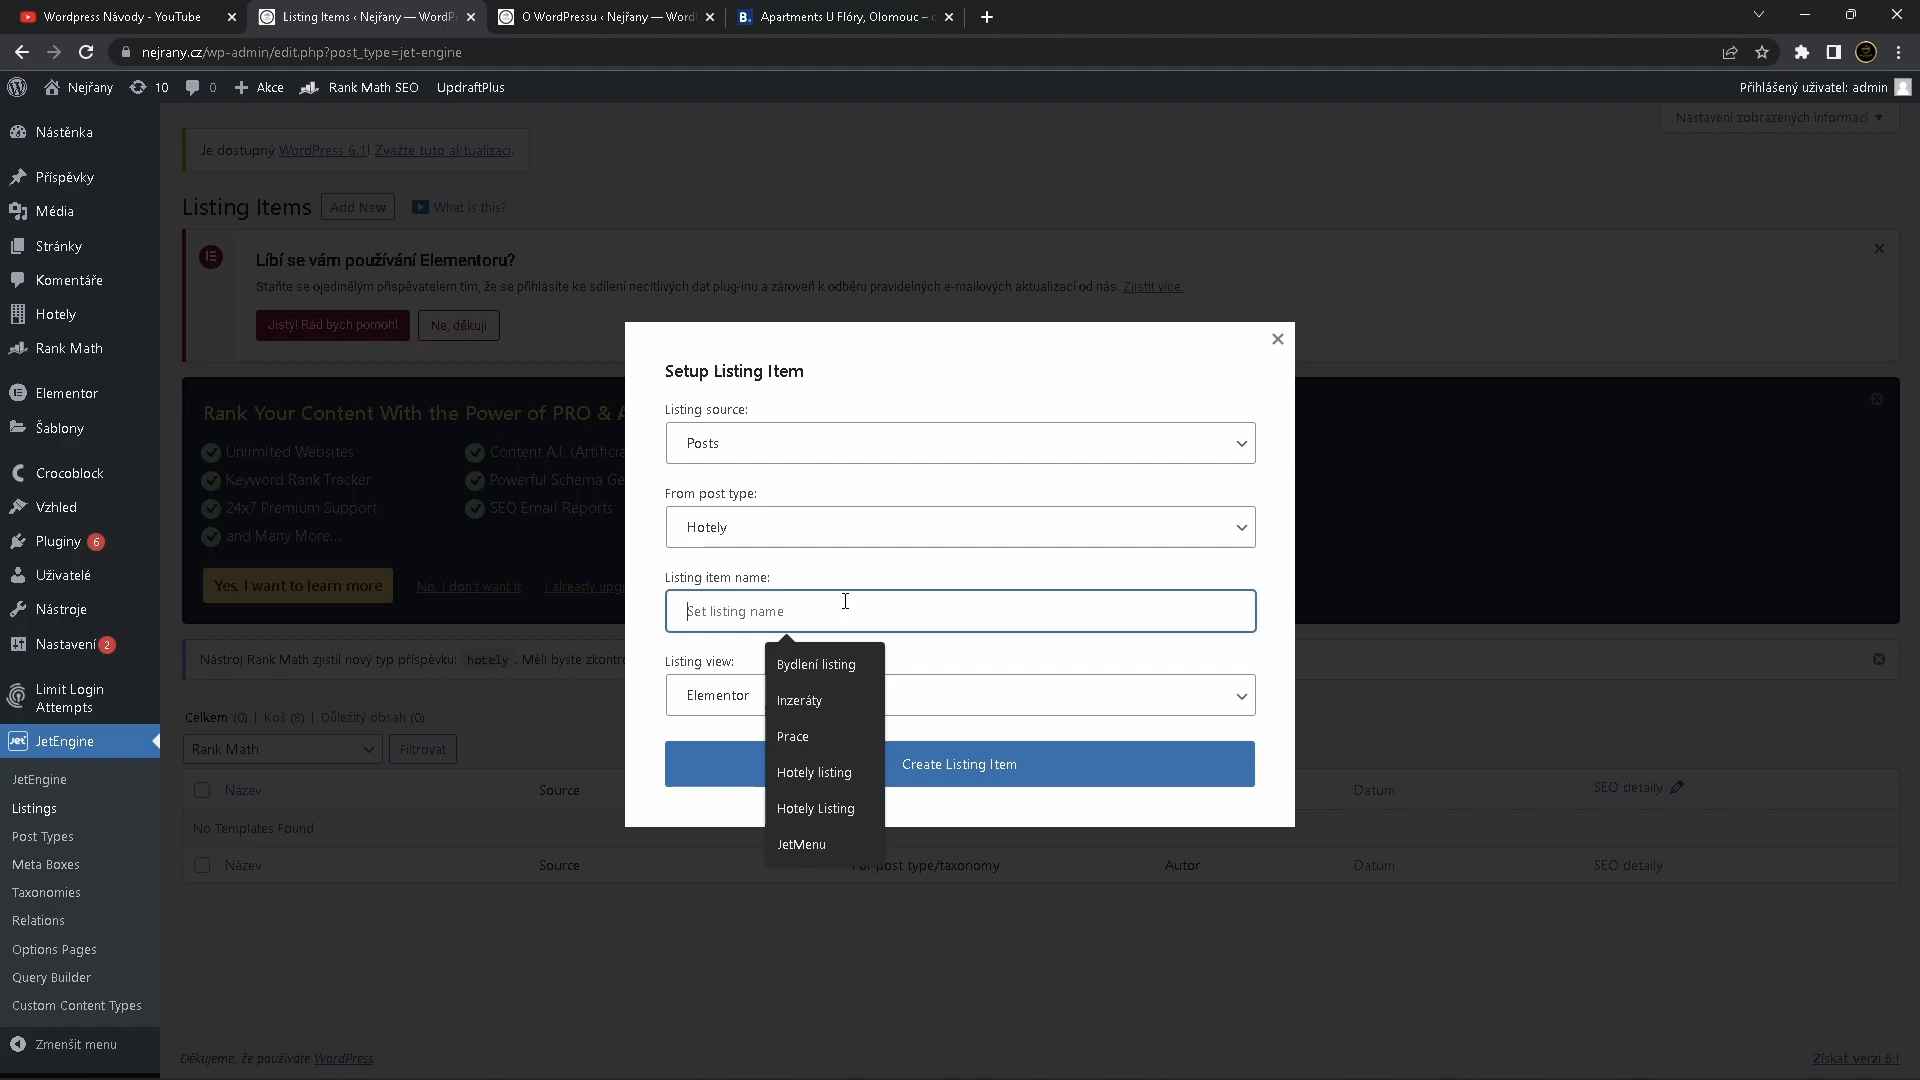 Wordpress Návody - YouTube
Listing Items ‹ Nejřany — WordP
O WordPressu ‹ Nejřany — Word
B. Apartments U Flóry, Olomouc –
nejrany.cz/wp-admin/edit.php?post_type=jet-engine
Nejřany 10 0 Akce Rank Math SEO UpdraftPlus
Přihlášený uživatel: admin
Nástěnka
Příspěvky
Média
Stránky
Komentáře
Hotely
Rank Math
Elementor
Šablony
Crocoblock
Vzhled
Pluginy 6
Uživatelé
Nástroje
Nastavení 2
Limit Login
Attempts
JetEngine
JetEngine
Listings
Post Types
Meta Boxes
Taxonomies
Relations
Options Pages
Query Builder
Custom Content Types
Zmenšit menu
Nastavení zobrazených informací
Je dostupný WordPress 6.1! Zvažte tuto aktualizaci.
Listing Items Add New What is this?
Líbí se vám používání Elementoru?
Staňte se ojedinělým přispěvatelem tím, že se přihlásíte ke sdílení necitlivých dat plug-inu a zároveň k odběru pravidelných e-mailových aktualizací od nás. Zjistit více.
Jistý! Rád bych pomohl Ne, děkuji
Rank Your Content With the Power of PRO & A
Unlimited Websites Content A.I. (Artificia
Keyword Rank Tracker Powerful Schema Ge
24x7 Premium Support SEO Email Reports
and Many More...
Yes, I want to learn more No, I don't want it I already upg
Nástroj Rank Math zjistil nový typ příspěvku: hotely . Měli byste zkontro
Celkem (0) | Koš (8) | Důležitý obsah (0)
Rank Math Filtrovat
Název Source Datum SEO detaily
No Templates Found
Název Source For post type/taxonomy Autor Datum SEO detaily
Děkujeme, že používáte WordPress.
Získat verzi 6.1
Setup Listing Item
Listing source:
Posts
From post type:
Hotely
Listing item name:
Set listing name
Listing view:
Elementor
Create Listing Item
Bydlení listing
Inzeráty
Prace
Hotely listing
Hotely Listing
JetMenu